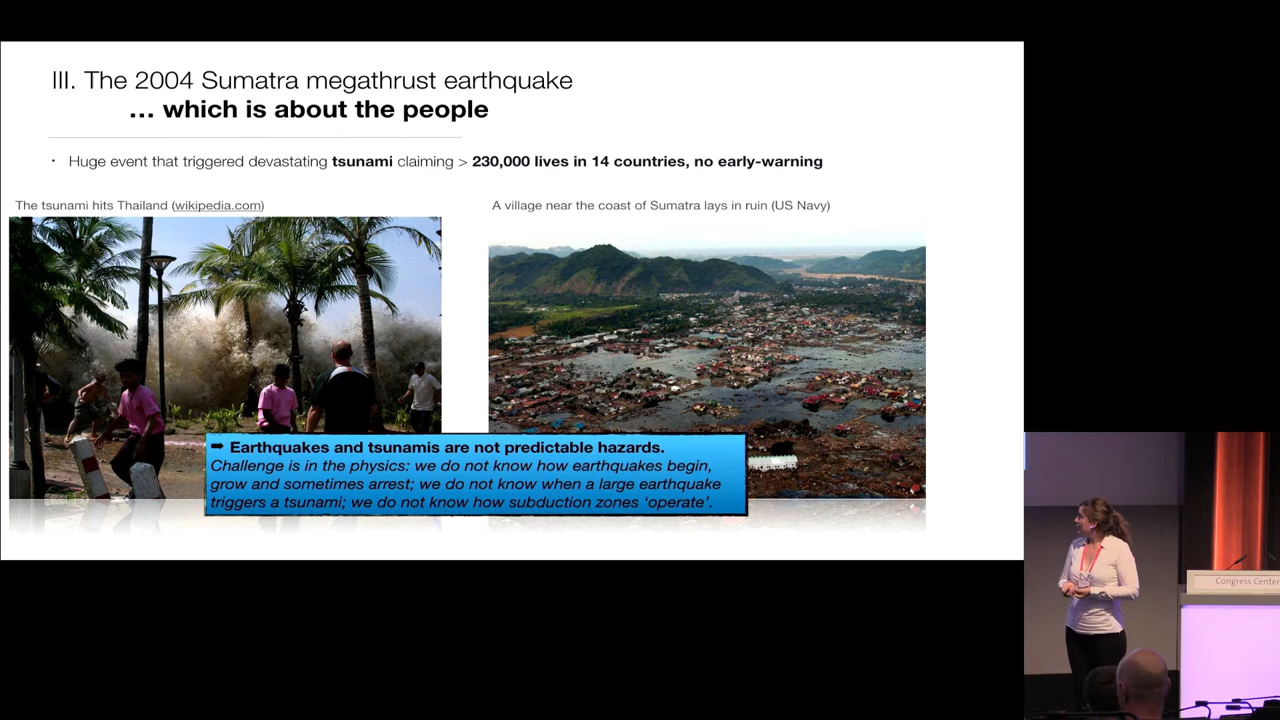 III. The 2004 Sumatra megathrust earthquake
… which is about the people
· Huge event that triggered devastating tsunami claiming > 230,000 lives in 14 countries, no early-warning
The tsunami hits Thailand (wikipedia.com)
A village near the coast of Sumatra lays in ruin (US Navy)
➡ Earthquakes and tsunamis are not predictable hazards.
Challenge is in the physics: we do not know how earthquakes begin,
grow and sometimes arrest; we do not know when a large earthquake
triggers a tsunami; we do not know how subduction zones ‘operate’.
Congress Center